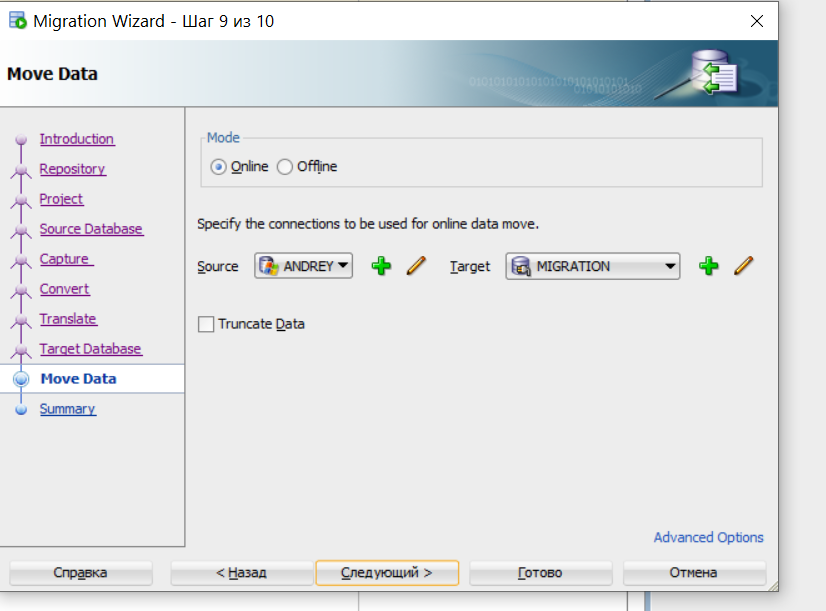 Migration Wizard - Шаг 9 из 10
Move Data
010101010101010101010101
01010101010
Introduction
Repository
Project
Source Database
Capture
Convert
Translate
Target Database
Move Data
Summary
Mode
Online Offline
Specify the connections to be used for online data move.
Source ANDREY Target MIGRATION
Truncate Data
Advanced Options
Справка < Назад Следующий > Готово Отмена